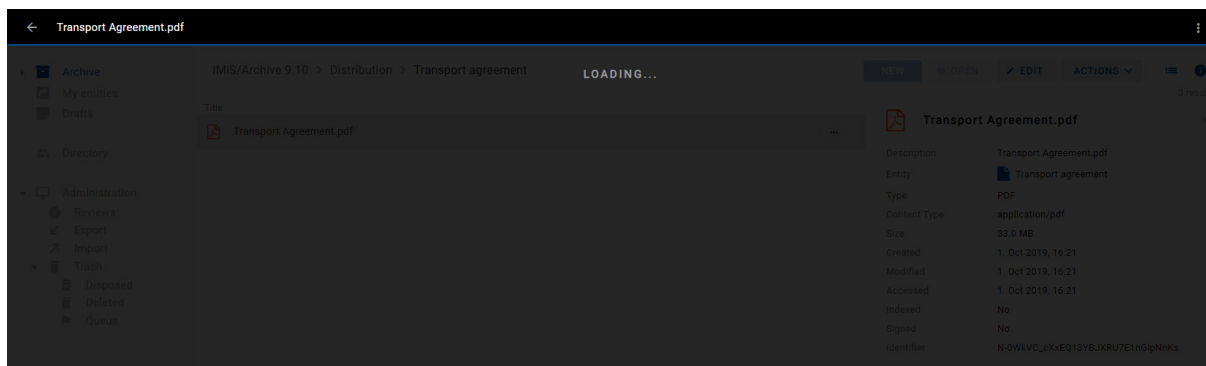 Transport Agreement.pdf
LOADING...
Archive
My entities
Drafts
Directory
Administration
Reviews
Export
Import
Trash
Disposed
Deleted
Queue
IMiS/Archive 9.10 > Distribution > Transport agreement
Title
Transport Agreement.pdf
NEW OPEN EDIT ACTIONS
0 resu
Transport Agreement.pdf
Description Transport Agreement.pdf
Entity Transport agreement
Type PDF
Content Type application/pdf
Size 33.0 MB
Created 1. Oct 2019, 16:21
Modified 1. Oct 2019, 16:21
Accessed 1. Oct 2019, 16:21
Indexed No
Signed No
Identifier